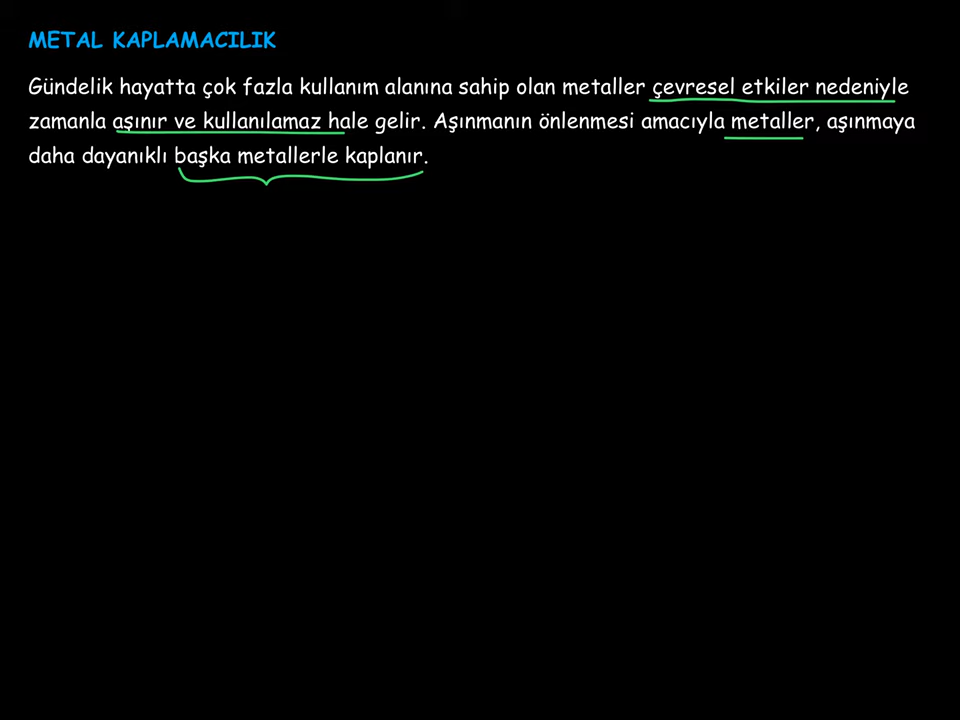 METAL KAPLAMACILIK
Gündelik hayatta çok fazla kullanım alanına sahip olan metaller çevresel etkiler nedeniyle
zamanla aşınır ve kullanılamaz hale gelir. Aşınmanın önlenmesi amacıyla metaller, aşınmaya
daha dayanıklı başka metallerle kaplanır.